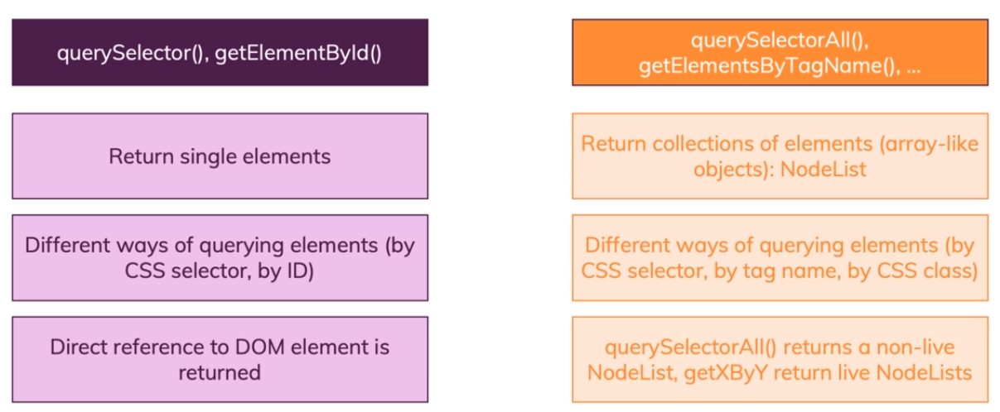 querySelector(), getElementById()
Return single elements
Different ways of querying elements (by
CSS selector, by ID)
Direct reference to DOM element is
returned
querySelectorAll(),
getElementsByTagName(), ...
Return collections of elements (array-like
objects): NodeList
Different ways of querying elements (by
CSS selector, by tag name, by CSS class)
querySelectorAll() returns a non-live
NodeList, getXByY return live NodeLists